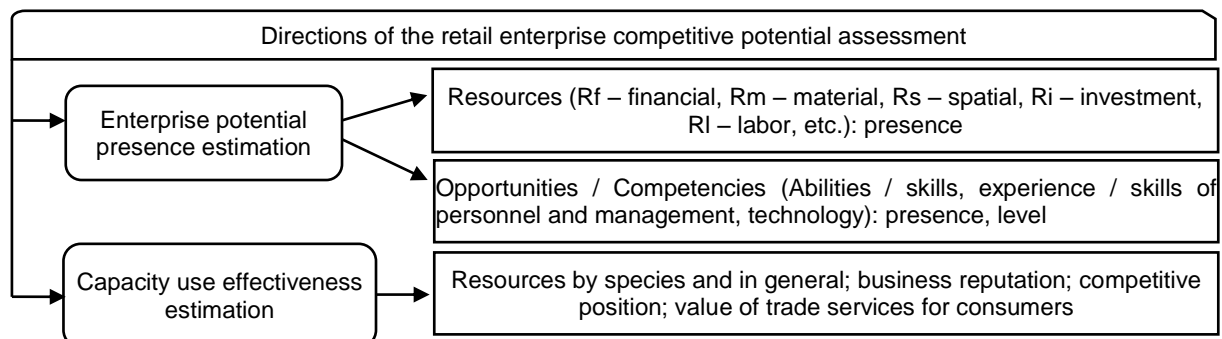 Directions of the retail enterprise competitive potential assessment
Enterprise potential
presence estimation
Resources (Rf – financial, Rm – material, Rs – spatial, Ri – investment,
Rl – labor, etc.): presence
Opportunities / Competencies (Abilities / skills, experience / skills of
personnel and management, technology): presence, level
Capacity use effectiveness
estimation
Resources by species and in general; business reputation; competitive
position; value of trade services for consumers